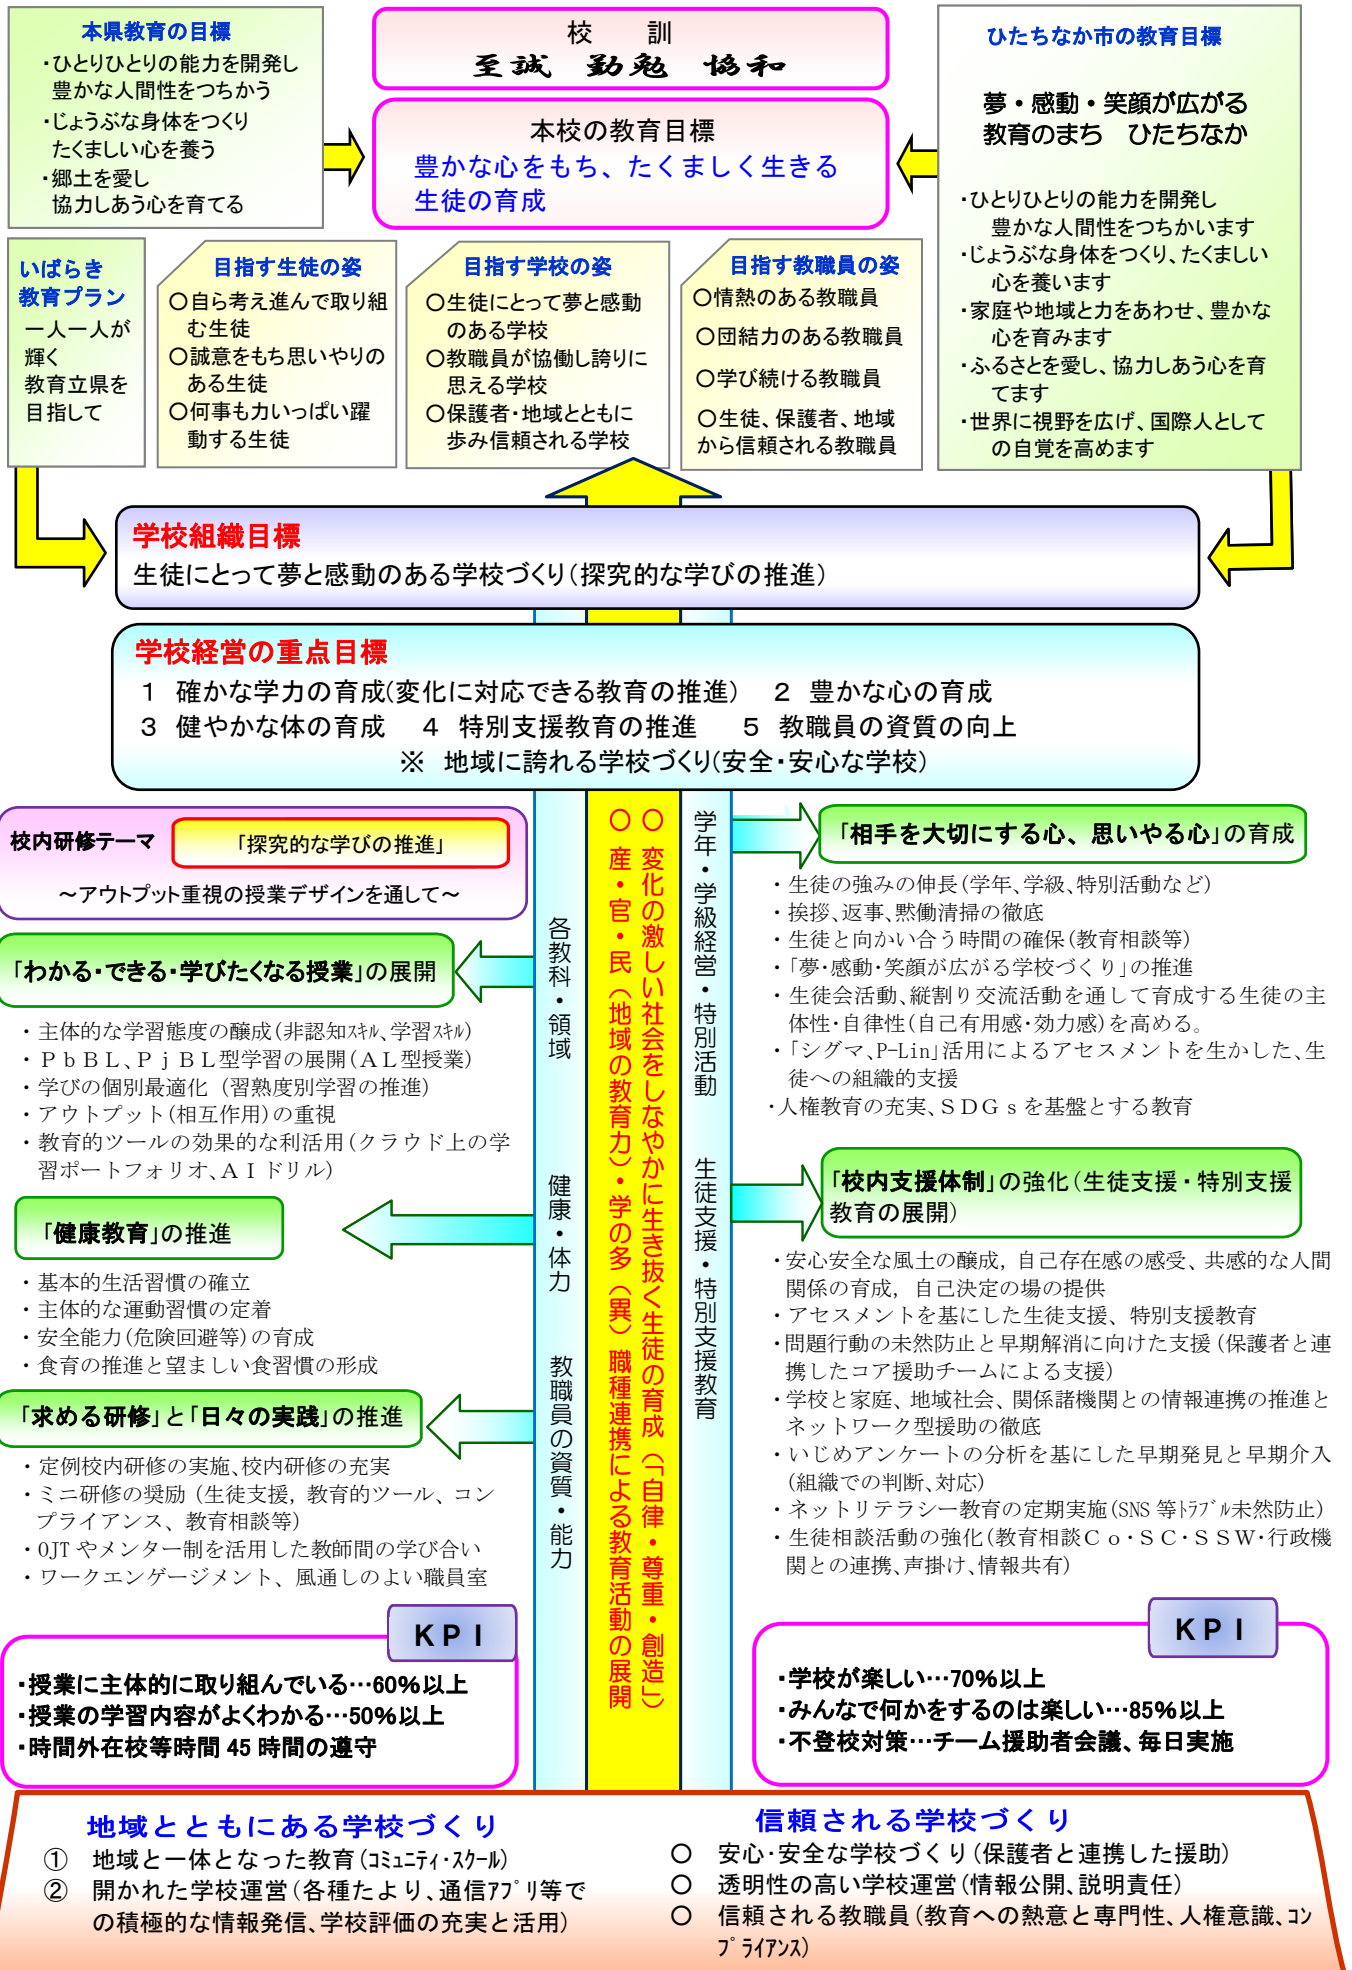 本県教育の目標
・ひとりひとりの能力を開発し
豊かな人間性をつちかう
・じょうぶな身体をつくり
たくましい心を養う
・郷土を愛し
協力しあう心を育てる
校　訓
至誠　勤勉　協和
本校の教育目標
豊かな心をもち、たくましく生きる
生徒の育成
ひたちなか市の教育目標
夢・感動・笑顔が広がる
教育のまち　ひたちなか
・ひとりひとりの能力を開発し
豊かな人間性をつちかいます
・じょうぶな身体をつくり、たくましい
心を養います
・家庭や地域と力をあわせ、豊かな
心を育みます
・ふるさとを愛し、協力しあう心を育
てます
・世界に視野を広げ、国際人として
の自覚を高めます
いばらき
教育プラン
一人一人が
輝く
教育立県を
目指して
目指す生徒の姿
〇自ら考え進んで取り組
む生徒
〇誠意をもち思いやりの
ある生徒
〇何事も力いっぱい躍
動する生徒
目指す学校の姿
〇生徒にとって夢と感動
のある学校
〇教職員が協働し誇りに
思える学校
〇保護者・地域とともに
歩み信頼される学校
目指す教職員の姿
〇情熱のある教職員
〇団結力のある教職員
〇学び続ける教職員
〇生徒、保護者、地域
から信頼される教職員
学校組織目標
生徒にとって夢と感動のある学校づくり（探究的な学びの推進）
学校経営の重点目標
１　確かな学力の育成（変化に対応できる教育の推進）　２　豊かな心の育成
３　健やかな体の育成　４　特別支援教育の推進　５　教職員の資質の向上
※　地域に誇れる学校づくり（安全・安心な学校）
校内研修テーマ
「探究的な学びの推進」
～アウトプット重視の授業デザインを通して～
「わかる・できる・学びたくなる授業」の展開
・主体的な学習態度の醸成（非認知ｽｷﾙ、学習ｽｷﾙ）
・ＰｂＢＬ、ＰｊＢＬ型学習の展開（ＡＬ型授業）
・学びの個別最適化（習熟度別学習の推進）
・アウトプット（相互作用）の重視
・教育的ツールの効果的な利活用（クラウド上の学
習ポートフォリオ、ＡＩドリル）
「健康教育」の推進
・基本的生活習慣の確立
・主体的な運動習慣の定着
・安全能力（危険回避等）の育成
・食育の推進と望ましい食習慣の形成
「求める研修」と「日々の実践」の推進
・定例校内研修の実施、校内研修の充実
・ミニ研修の奨励（生徒支援，教育的ツール、コン
プライアンス、教育相談等）
・OJTやメンター制を活用した教師間の学び合い
・ワークエンゲージメント、風通しのよい職員室
各教科・領域
健康・体力
教職員の資質・能力
〇 変化の激しい社会をしなやかに生き抜く生徒の育成（「自律・尊重・創造」）
〇 産・官・民（地域の教育力）・学の多（異）職種連携による教育活動の展開
学年・学級経営・特別活動
生徒支援・特別支援教育
「相手を大切にする心、思いやる心」の育成
・生徒の強みの伸長（学年、学級、特別活動など）
・挨拶、返事、黙働清掃の徹底
・生徒と向かい合う時間の確保（教育相談等）
・「夢・感動・笑顔が広がる学校づくり」の推進
・生徒会活動、縦割り交流活動を通して育成する生徒の主
体性・自律性（自己有用感・効力感）を高める。
・「シグマ、P-Lin」活用によるアセスメントを生かした、生
徒への組織的支援
・人権教育の充実、ＳＤＧｓを基盤とする教育
「校内支援体制」の強化（生徒支援・特別支援
教育の展開）
・安心安全な風土の醸成，自己存在感の感受、共感的な人間
関係の育成，自己決定の場の提供
・アセスメントを基にした生徒支援、特別支援教育
・問題行動の未然防止と早期解消に向けた支援（保護者と連
携したコア援助チームによる支援）
・学校と家庭、地域社会、関係諸機関との情報連携の推進と
ネットワーク型援助の徹底
・いじめアンケートの分析を基にした早期発見と早期介入
（組織での判断、対応）
・ネットリテラシー教育の定期実施（SNS等ﾄﾗﾌﾞﾙ未然防止）
・生徒相談活動の強化（教育相談Ｃｏ・ＳＣ・ＳＳＷ・行政機
関との連携、声掛け、情報共有）
ＫＰＩ
・授業に主体的に取り組んでいる…60％以上
・授業の学習内容がよくわかる…50％以上
・時間外在校等時間45時間の遵守
ＫＰＩ
・学校が楽しい…70％以上
・みんなで何かをするのは楽しい…85％以上
・不登校対策…チーム援助者会議、毎日実施
地域とともにある学校づくり
①　地域と一体となった教育（ｺﾐｭﾆﾃｨ・ｽｸｰﾙ）
②　開かれた学校運営（各種たより、通信ｱﾌﾟﾘ等で
の積極的な情報発信、学校評価の充実と活用）
信頼される学校づくり
〇　安心・安全な学校づくり（保護者と連携した援助）
〇　透明性の高い学校運営（情報公開、説明責任）
〇　信頼される教職員（教育への熱意と専門性、人権意識、ｺﾝ
ﾌﾟﾗｲｱﾝｽ）